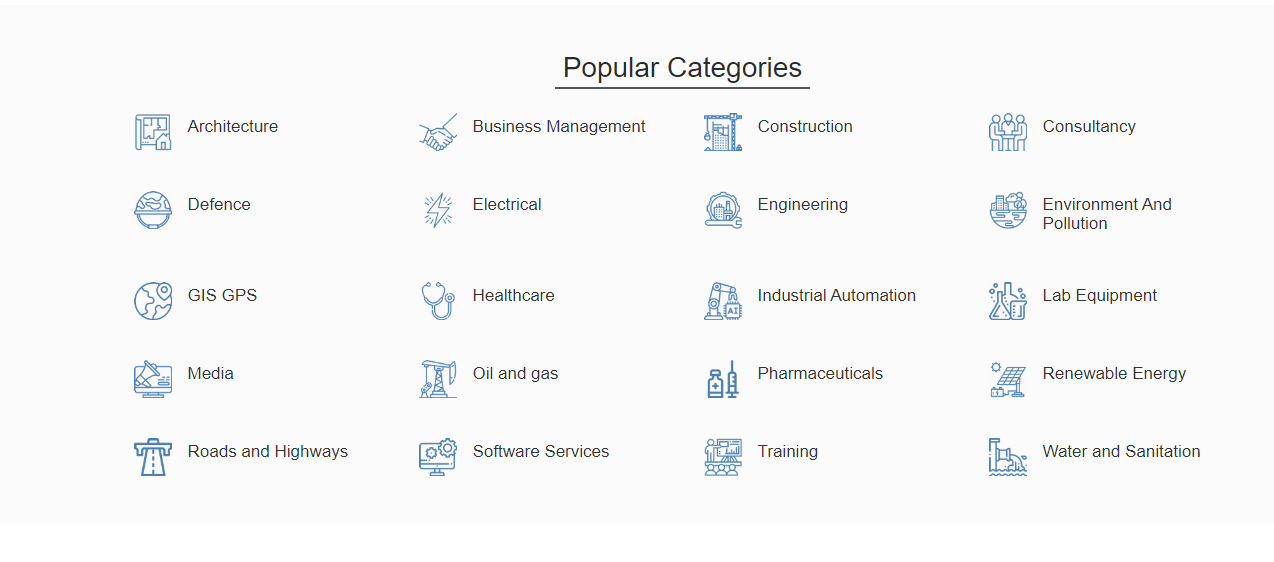 Popular Categories
Architecture
Business Management
Construction
Consultancy
Defence
Electrical
Engineering
Environment And
Pollution
GIS GPS
Healthcare
Industrial Automation
AI
Lab Equipment
Media
Oil and gas
Pharmaceuticals
Renewable Energy
Roads and Highways
Software Services
Training
Water and Sanitation